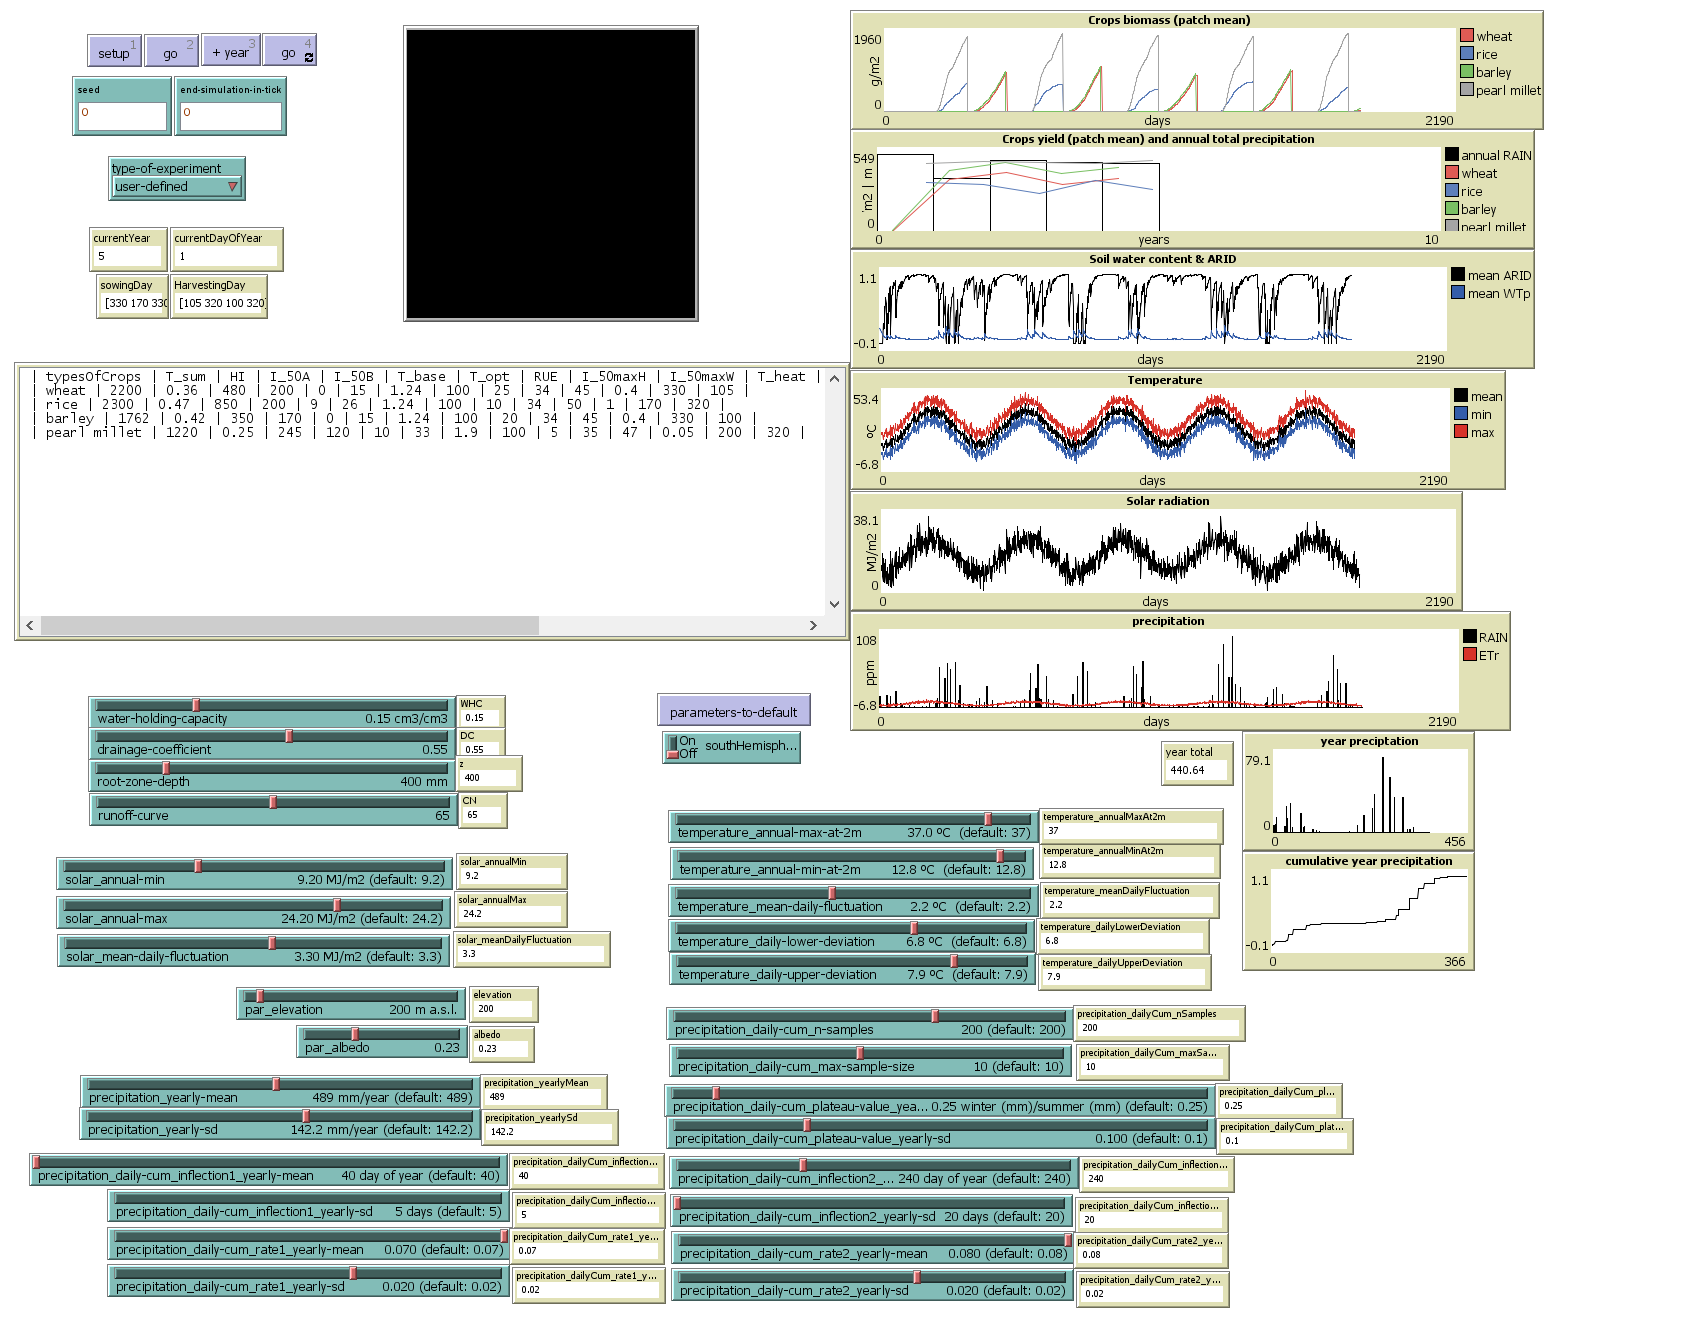 setup 1
go 2
+ year 3
go 4
seed
0
end-simulation-in-tick
0
type-of-experiment
user-defined
currentYear
5
currentDayOfYear
1
sowingDay
[330 170 330
HarvestingDay
[105 320 100 320]
| typesOfCrops | T_sum | HI | I_50A | I_50B | T_base | T_opt | RUE | I_50maxH | I_50maxW | T_heat |
| wheat | 2200 | 0.36 | 480 | 200 | 0 | 15 | 1.24 | 100 | 25 | 34 | 45 | 0.4 | 330 | 105 |
| rice | 2300 | 0.47 | 850 | 200 | 9 | 26 | 1.24 | 100 | 10 | 34 | 50 | 1 | 170 | 320 |
| barley | 1762 | 0.42 | 350 | 170 | 0 | 15 | 1.24 | 100 | 20 | 34 | 45 | 0.4 | 330 | 100 |
| pearl millet | 1220 | 0.25 | 245 | 120 | 10 | 33 | 1.9 | 100 | 5 | 35 | 47 | 0.05 | 200 | 320 |
Crops biomass (patch mean)
1960
g/m2
0
0
days
2190
wheat
rice
barley
pearl millet
Crops yield (patch mean) and annual total precipitation
549
m2 | m
0
0
years
10
annual RAIN
wheat
rice
barley
pearl millet
Soil water content & ARID
1.1
-0.1
0
days
2190
mean ARID
mean WTp
Temperature
53.4
ºC
-6.8
0
days
2190
mean
min
max
Solar radiation
38.1
MJ/m2
0
0
days
2190
precipitation
108
ppm
-6.8
0
days
2190
RAIN
ETr
year total
440.64
year preciptation
79.1
0
0
456
cumulative year precipitation
1.1
-0.1
0
366
water-holding-capacity 0.15 cm3/cm3
WHC
0.15
drainage-coefficient 0.55
DC
0.55
root-zone-depth 400 mm
z
400
runoff-curve 65
CN
65
parameters-to-default
On
Off
southHemisph...
solar_annual-min 9.20 MJ/m2 (default: 9.2)
solar_annualMin
9.2
solar_annual-max 24.20 MJ/m2 (default: 24.2)
solar_annualMax
24.2
solar_mean-daily-fluctuation 3.30 MJ/m2 (default: 3.3)
solar_meanDailyFluctuation
3.3
temperature_annual-max-at-2m 37.0 ºC (default: 37)
temperature_annualMaxAt2m
37
temperature_annual-min-at-2m 12.8 ºC (default: 12.8)
temperature_annualMinAt2m
12.8
temperature_mean-daily-fluctuation 2.2 ºC (default: 2.2)
temperature_meanDailyFluctuation
2.2
temperature_daily-lower-deviation 6.8 ºC (default: 6.8)
temperature_dailyLowerDeviation
6.8
temperature_daily-upper-deviation 7.9 ºC (default: 7.9)
temperature_dailyUpperDeviation
7.9
par_elevation 200 m a.s.l.
elevation
200
par_albedo 0.23
albedo
0.23
precipitation_yearly-mean 489 mm/year (default: 489)
precipitation_yearlyMean
489
precipitation_yearly-sd 142.2 mm/year (default: 142.2)
precipitation_yearlySd
142.2
precipitation_daily-cum_n-samples 200 (default: 200)
precipitation_dailyCum_nSamples
200
precipitation_daily-cum_max-sample-size 10 (default: 10)
precipitation_dailyCum_maxSa...
10
precipitation_daily-cum_plateau-value_yea... 0.25 winter (mm)/summer (mm) (default: 0.25)
precipitation_dailyCum_pl...
0.25
precipitation_daily-cum_plateau-value_yearly-sd 0.100 (default: 0.1)
precipitation_dailyCum_plat...
0.1
precipitation_daily-cum_inflection1_yearly-mean 40 day of year (default: 40)
precipitation_dailyCum_inflection...
40
precipitation_daily-cum_inflection2_... 240 day of year (default: 240)
precipitation_dailyCum_inflection...
240
precipitation_daily-cum_inflection1_yearly-sd 5 days (default: 5)
precipitation_dailyCum_inflectio...
5
precipitation_daily-cum_inflection2_yearly-sd 20 days (default: 20)
precipitation_dailyCum_inflectio...
20
precipitation_daily-cum_rate1_yearly-mean 0.070 (default: 0.07)
precipitation_dailyCum_rate1_ye...
0.07
precipitation_daily-cum_rate2_yearly-mean 0.080 (default: 0.08)
precipitation_dailyCum_rate2_ye...
0.08
precipitation_daily-cum_rate1_yearly-sd 0.020 (default: 0.02)
precipitation_dailyCum_rate1_y...
0.02
precipitation_daily-cum_rate2_yearly-sd 0.020 (default: 0.02)
precipitation_dailyCum_rate2_y...
0.02